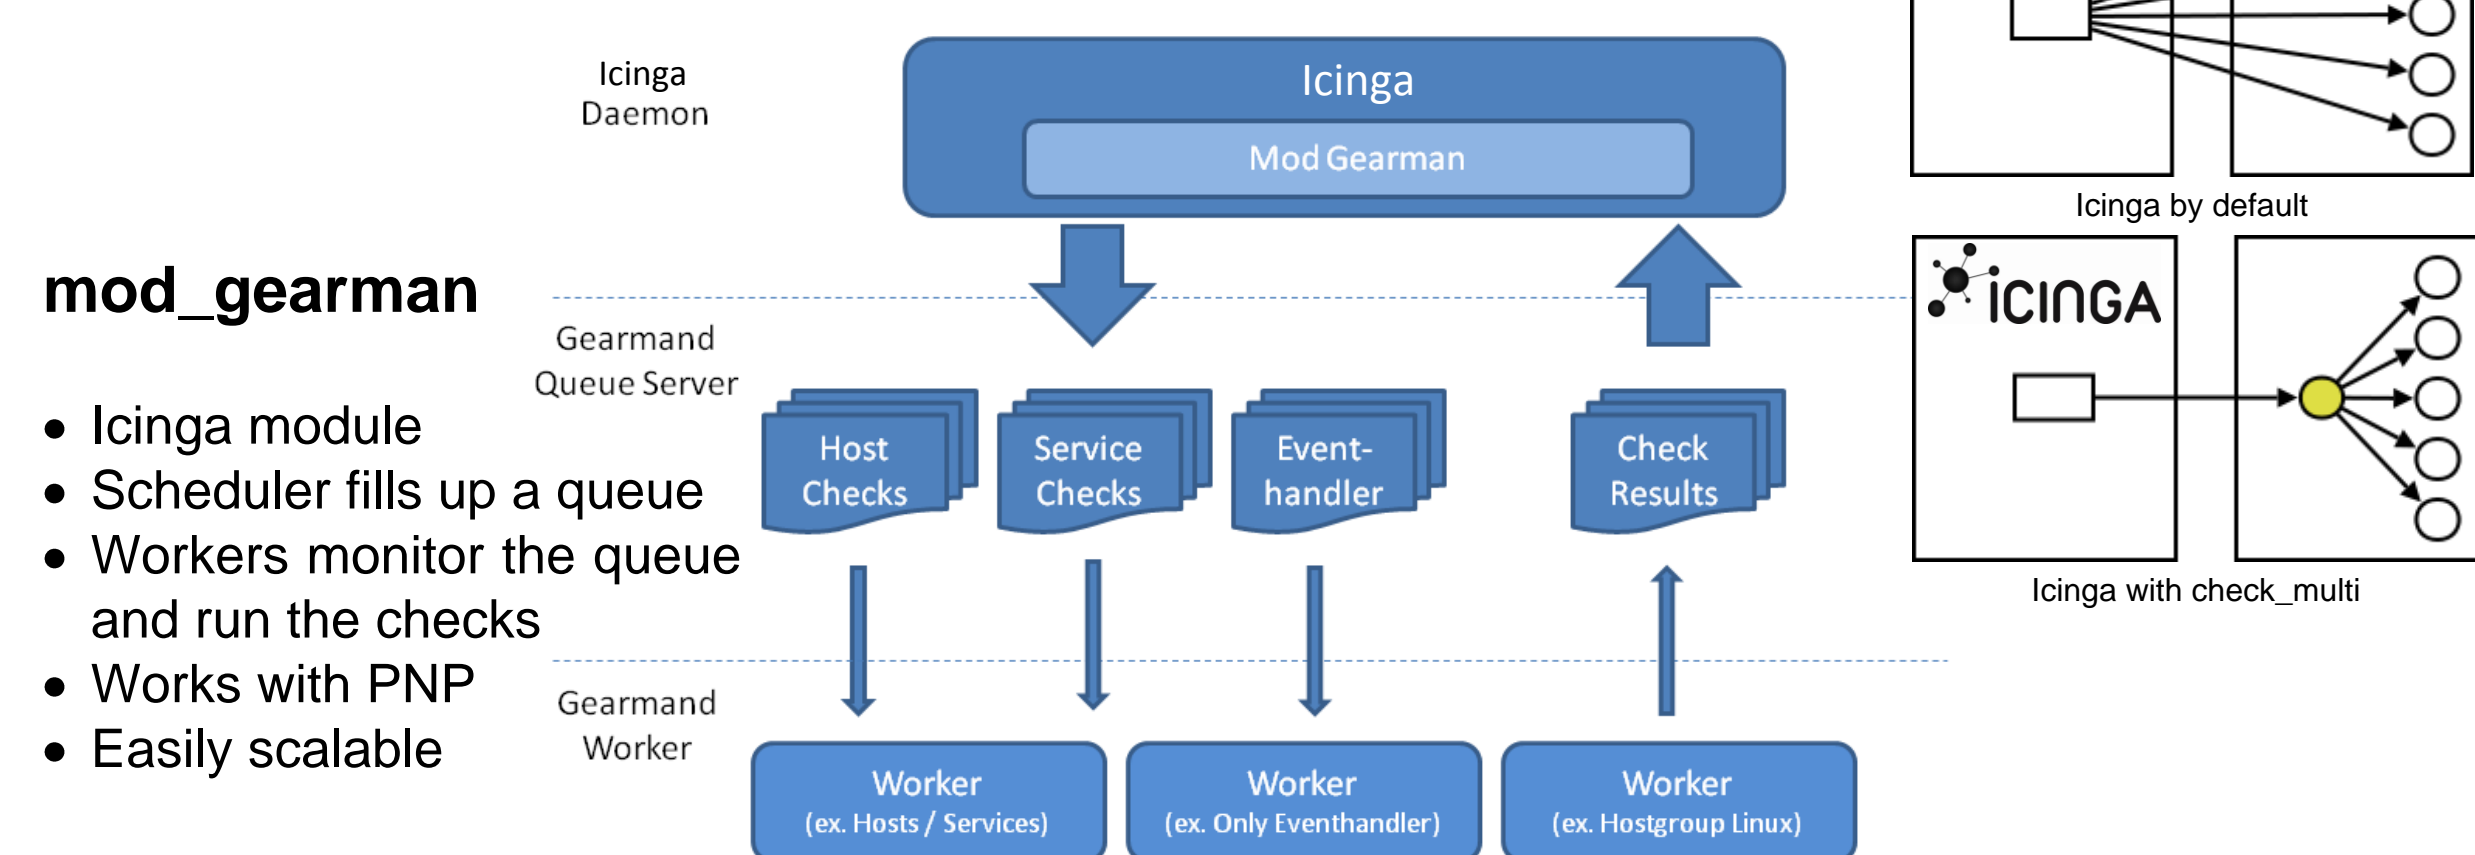 mod_gearman
• Icinga module
• Scheduler fills up a queue
• Workers monitor the queue
and run the checks
• Works with PNP
• Easily scalable
Icinga
Daemon
Icinga
Mod Gearman
Gearmand
Queue Server
Host
Checks
Service
Checks
Event-
handler
Check
Results
Gearmand
Worker
Worker
(ex. Hosts / Services)
Worker
(ex. Only Eventhandler)
Worker
(ex. Hostgroup Linux)
Icinga by default
ICINGA
Icinga with check_multi